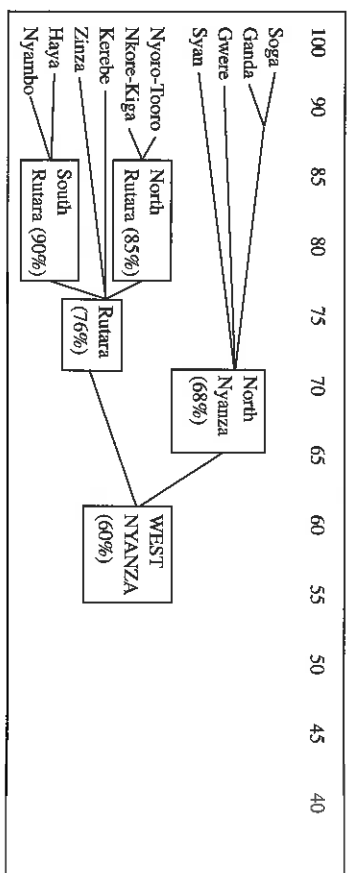 100 90 85 80 75 70 65 60 55 50 45 40
Soga
Ganda
Gwere
Syan
North
Nyanza
(68%)
WEST
NYANZA
(60%)
Nyoro-Tooro
Nkore-Kiga
North
Rutara (85%)
Kerebe
Zinza
Rutara
(76%)
Haya
Nyambo
South
Rutara (90%)